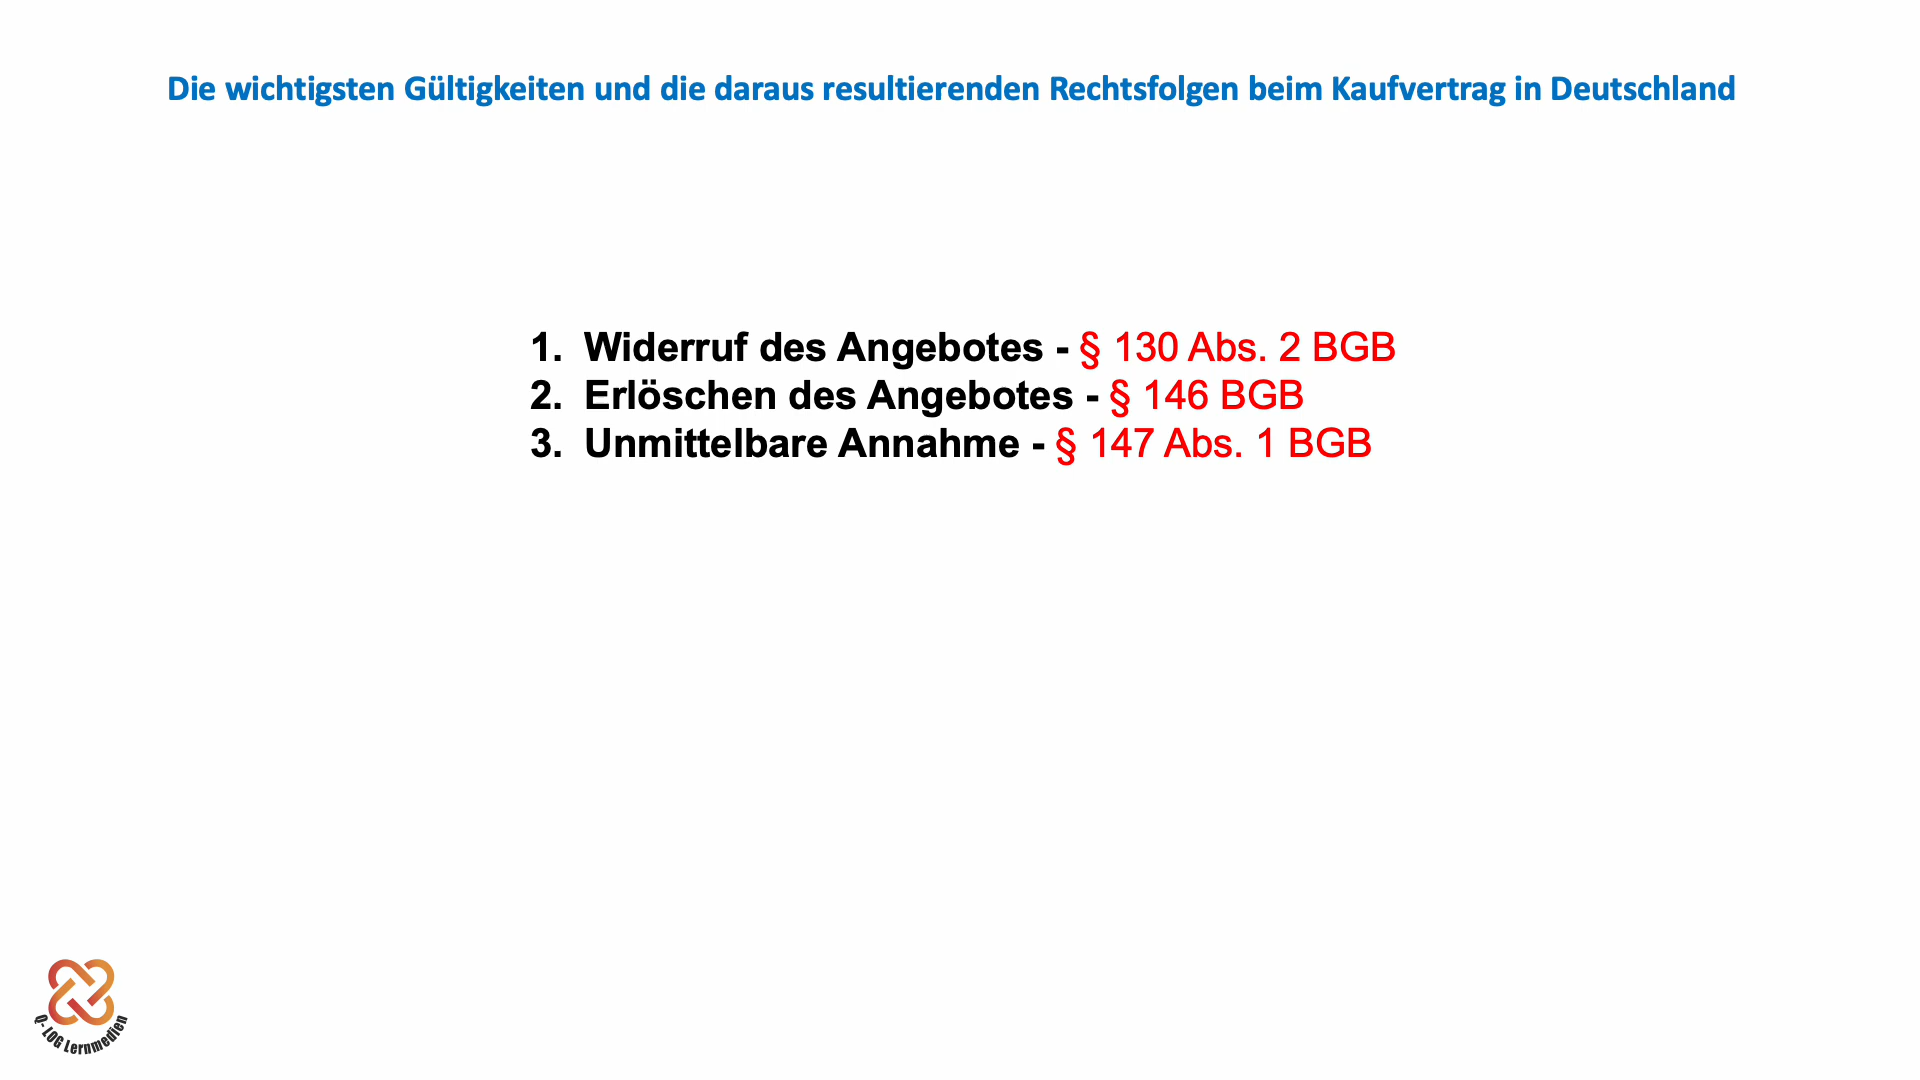 Die wichtigsten Gültigkeiten und die daraus resultierenden Rechtsfolgen beim Kaufvertrag in Deutschland
1. Widerruf des Angebotes - § 130 Abs. 2 BGB
2. Erlöschen des Angebotes - § 146 BGB
3. Unmittelbare Annahme - § 147 Abs. 1 BGB
Q-LOG Lernmedien